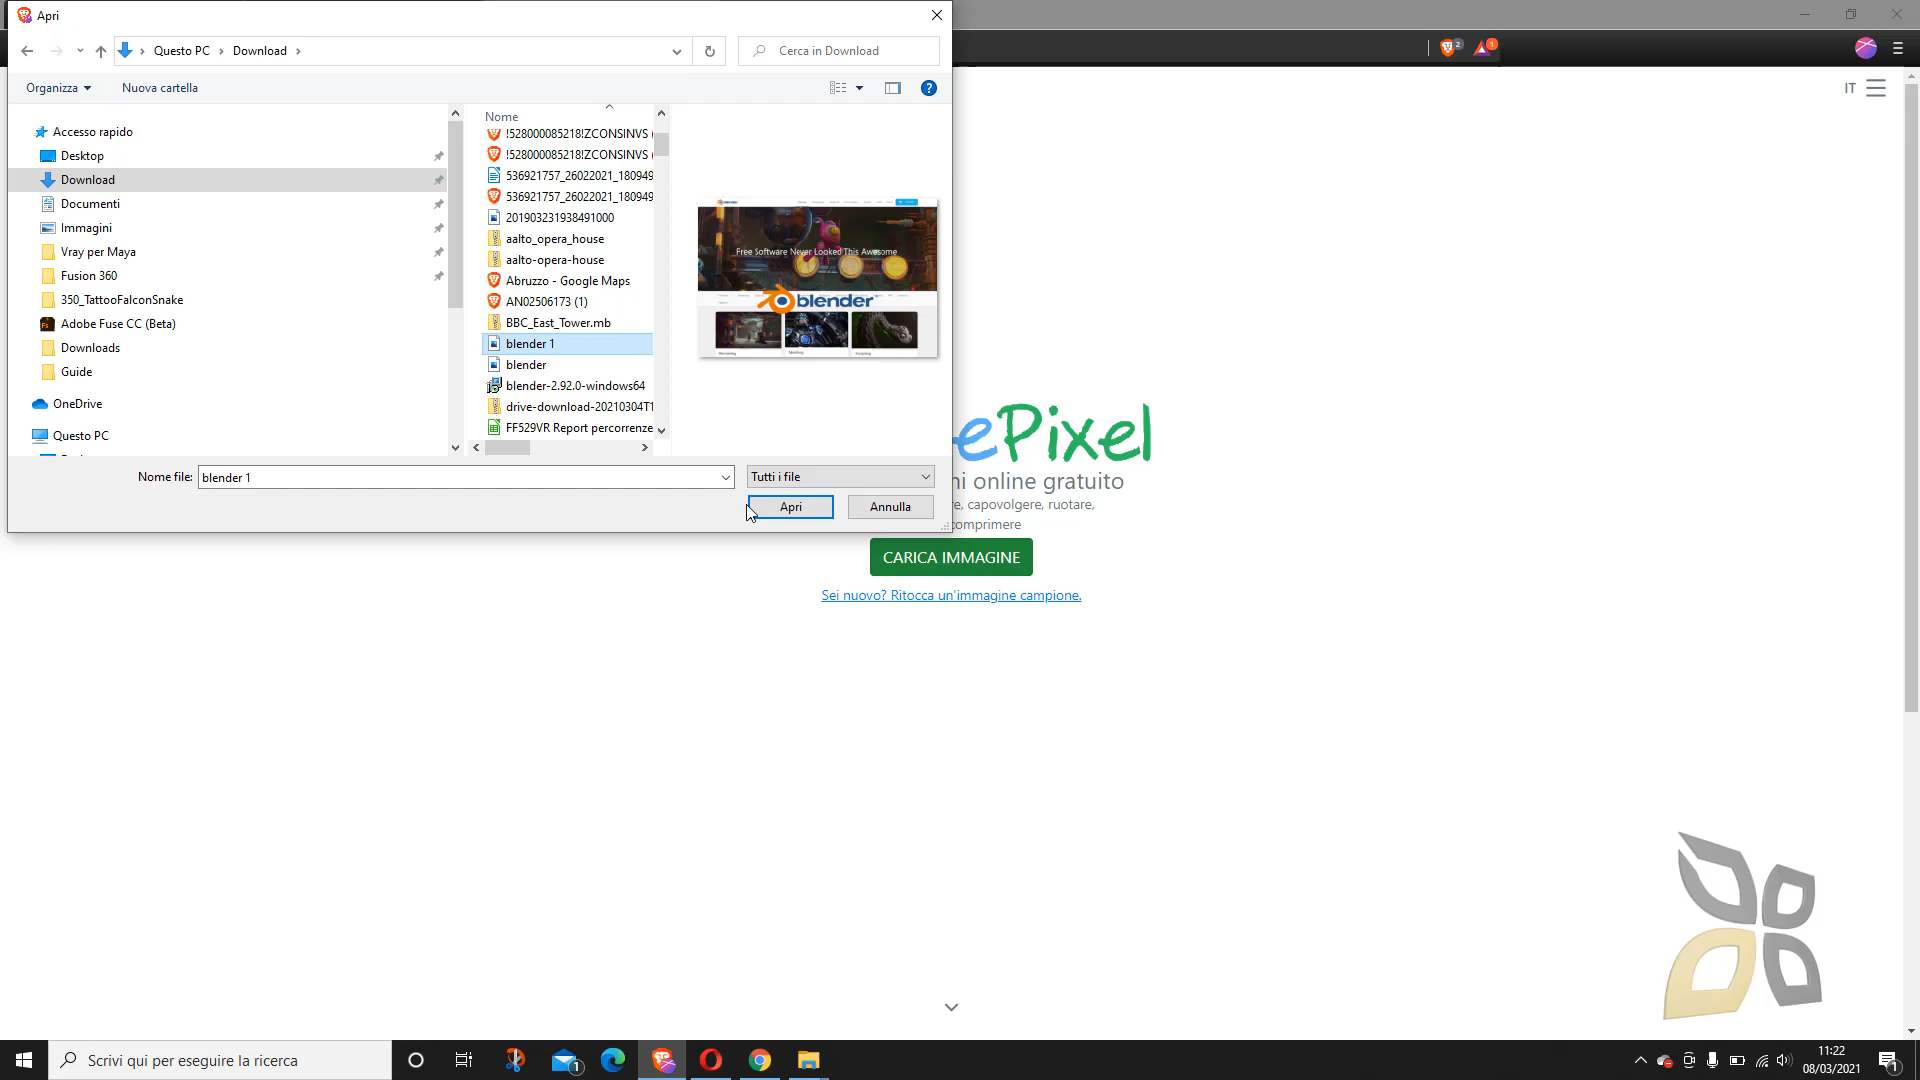 Apri
Questo PC
Download
Cerca in Download
Organizza
Nuova cartella
Accesso rapido
Desktop
Download
Documenti
Immagini
Vray per Maya
Fusion 360
350_TattooFalconSnake
Adobe Fuse CC (Beta)
Downloads
Guide
OneDrive
Questo PC
Nome
!528000085218!ZCONSINVS (
!528000085218!ZCONSINVS (
536921757_26022021_180949
536921757_26022021_180949
201903231938491000
aalto_opera_house
aalto-opera-house
Abruzzo - Google Maps
AN02506173 (1)
BBC_East_Tower.mb
blender 1
blender
blender-2.92.0-windows64
drive-download-20210304T1
FF529VR Report percorrenze
Free Software Never Looked This Awesome
blender
Nome file:
blender 1
Tutti i file
Apri
Annulla
2
1
IT
ePixel
ni online gratuito
e, capovolgere, ruotare,
comprimere
CARICA IMMAGINE
Sei nuovo? Ritocca un'immagine campione.
Scrivi qui per eseguire la ricerca
1
11:22
08/03/2021
1